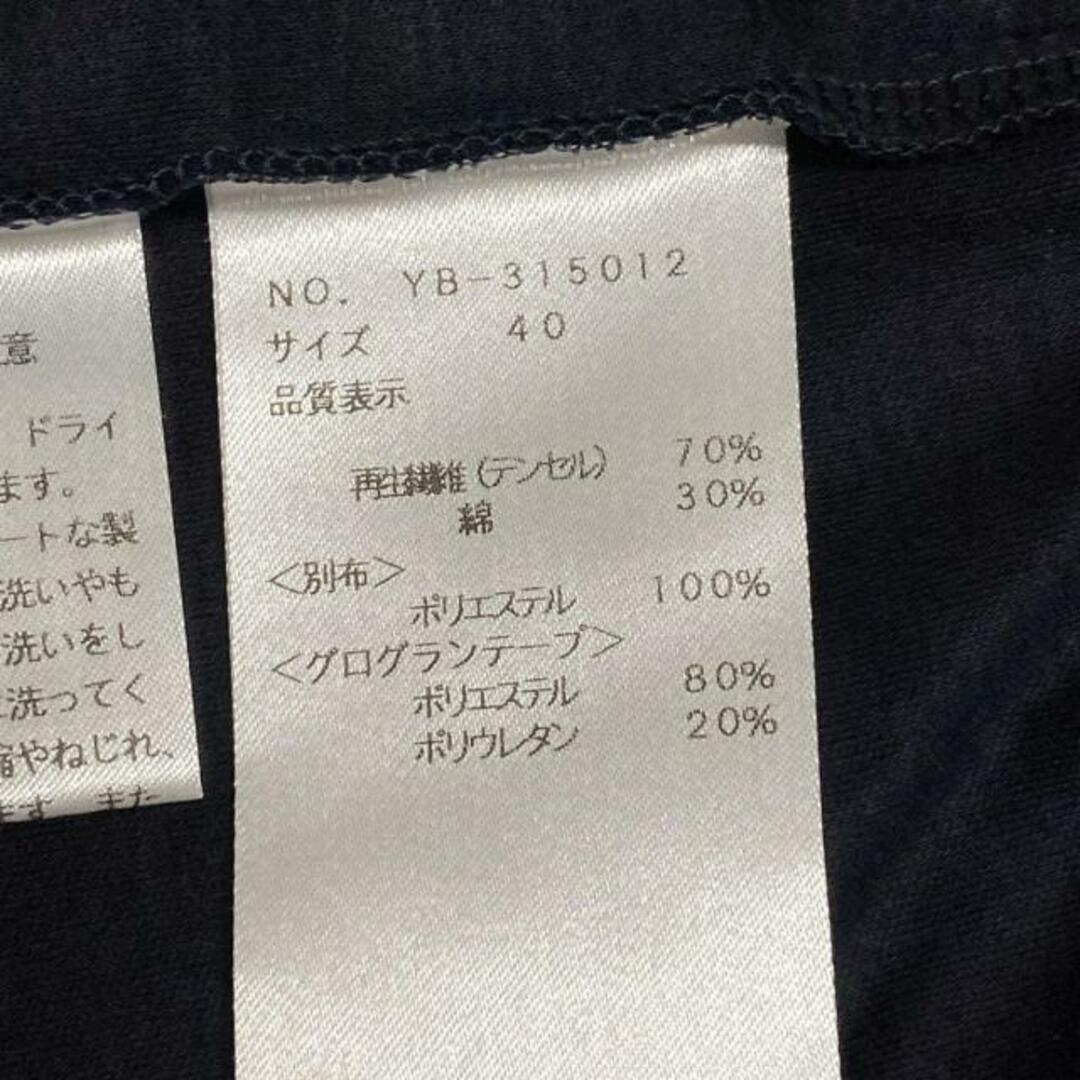 意
ドライ
ます。
ートな製
洗いやも
洗いをし
洗ってく
縮やねじれ、
ます　また
NO. YB-315012
サイズ 40
品質表示
再生繊維(テンセル) 70%
綿 30%
<別布>
ポリエステル 100%
<グログランテープ>
ポリエステル 80%
ポリウレタン 20%